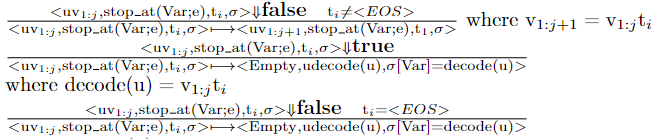 <uv₁:ⱼ,stop_at(Var;e),tᵢ,σ>⇓false tᵢ≠<EOS>
<uv₁:ⱼ,stop_at(Var;e),tᵢ,σ>⟼<uv₁:ⱼ₊₁,stop_at(Var;e),t₁,σ> where v₁:ⱼ₊₁ = v₁:ⱼtᵢ
<uv₁:ⱼ,stop_at(Var;e),tᵢ,σ>⇓true
<uv₁:ⱼ,stop_at(Var;e),tᵢ,σ>⟼<Empty,udecode(u),σ[Var]=decode(u)>
where decode(u) = v₁:ⱼtᵢ
<uv₁:ⱼ,stop_at(Var;e),tᵢ,σ>⇓false tᵢ=<EOS>
<uv₁:ⱼ,stop_at(Var;e),tᵢ,σ>⟼<Empty,udecode(u),σ[Var]=decode(u)>